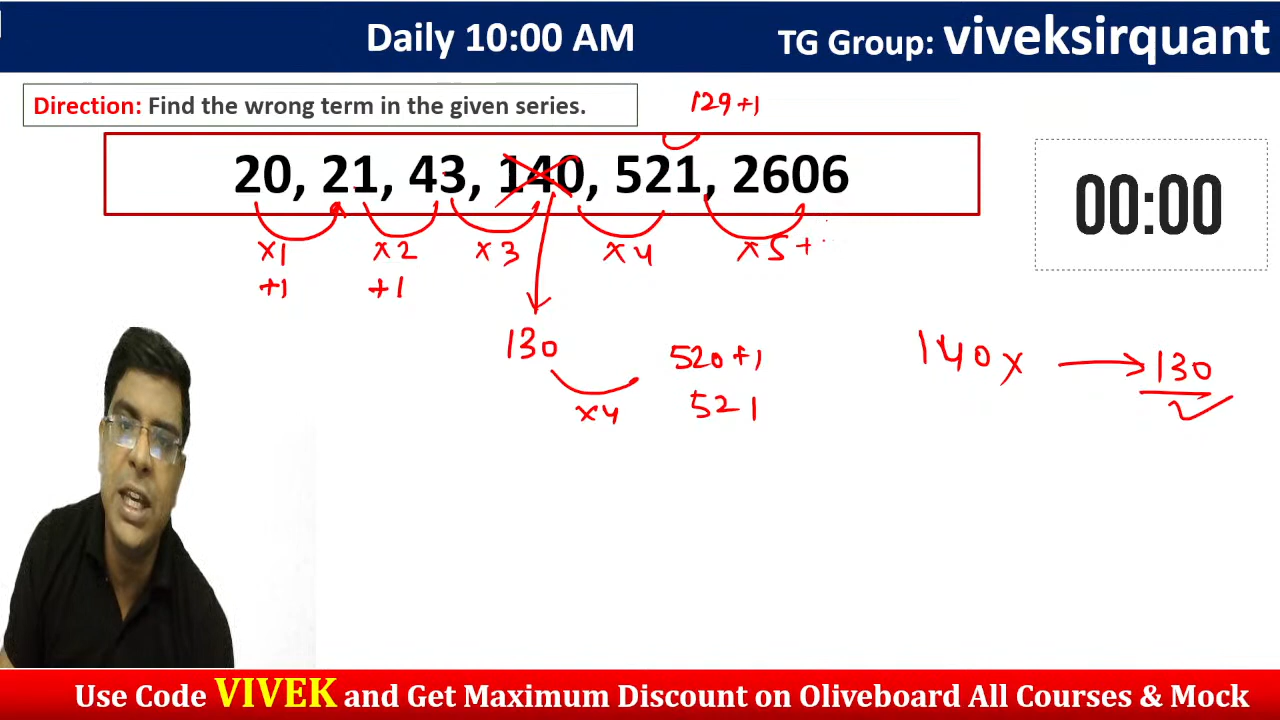 Daily 10:00 AM
TG Group: viveksirquant
Direction: Find the wrong term in the given series.
129+1
20, 21, 43, 140, 521, 2606
00:00
×1 ×2 ×3 ×4 ×5 +
+1 +1
130 520+1 140 × → 130
×4 521
Use Code VIVEK and Get Maximum Discount on Oliveboard All Courses & Mock